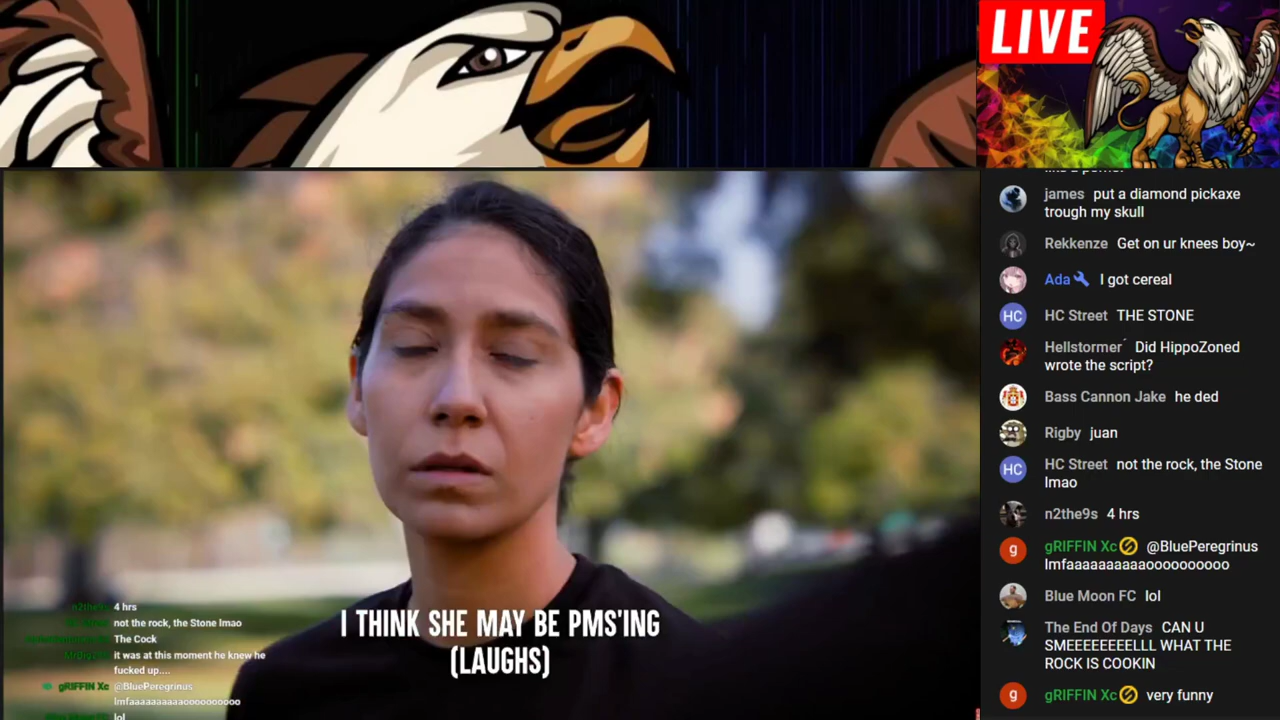 LIVE
james put a diamond pickaxe
trough my skull
Rekkenze Get on ur knees boy~
Ada I got cereal
HC
HC Street THE STONE
Hellstormer´ Did HippoZoned
wrote the script?
Bass Cannon Jake he ded
Rigby juan
HC
HC Street not the rock, the Stone
lmao
n2the9s 4 hrs
g
gRIFFIN Xc @BluePeregrinus
lmfaaaaaaaaaoooooooooo
Blue Moon FC lol
The End Of Days CAN U
SMEEEEEEEELLL WHAT THE
ROCK IS COOKIN
g
gRIFFIN Xc very funny
I THINK SHE MAY BE PMS'ING
(LAUGHS)
n2the9s 4 hrs
not the rock, the Stone lmao
The Cock
it was at this moment he knew he
fucked up....
gRIFFIN Xc @BluePeregrinus
lmfaaaaaaaaaoooooooooo
lol